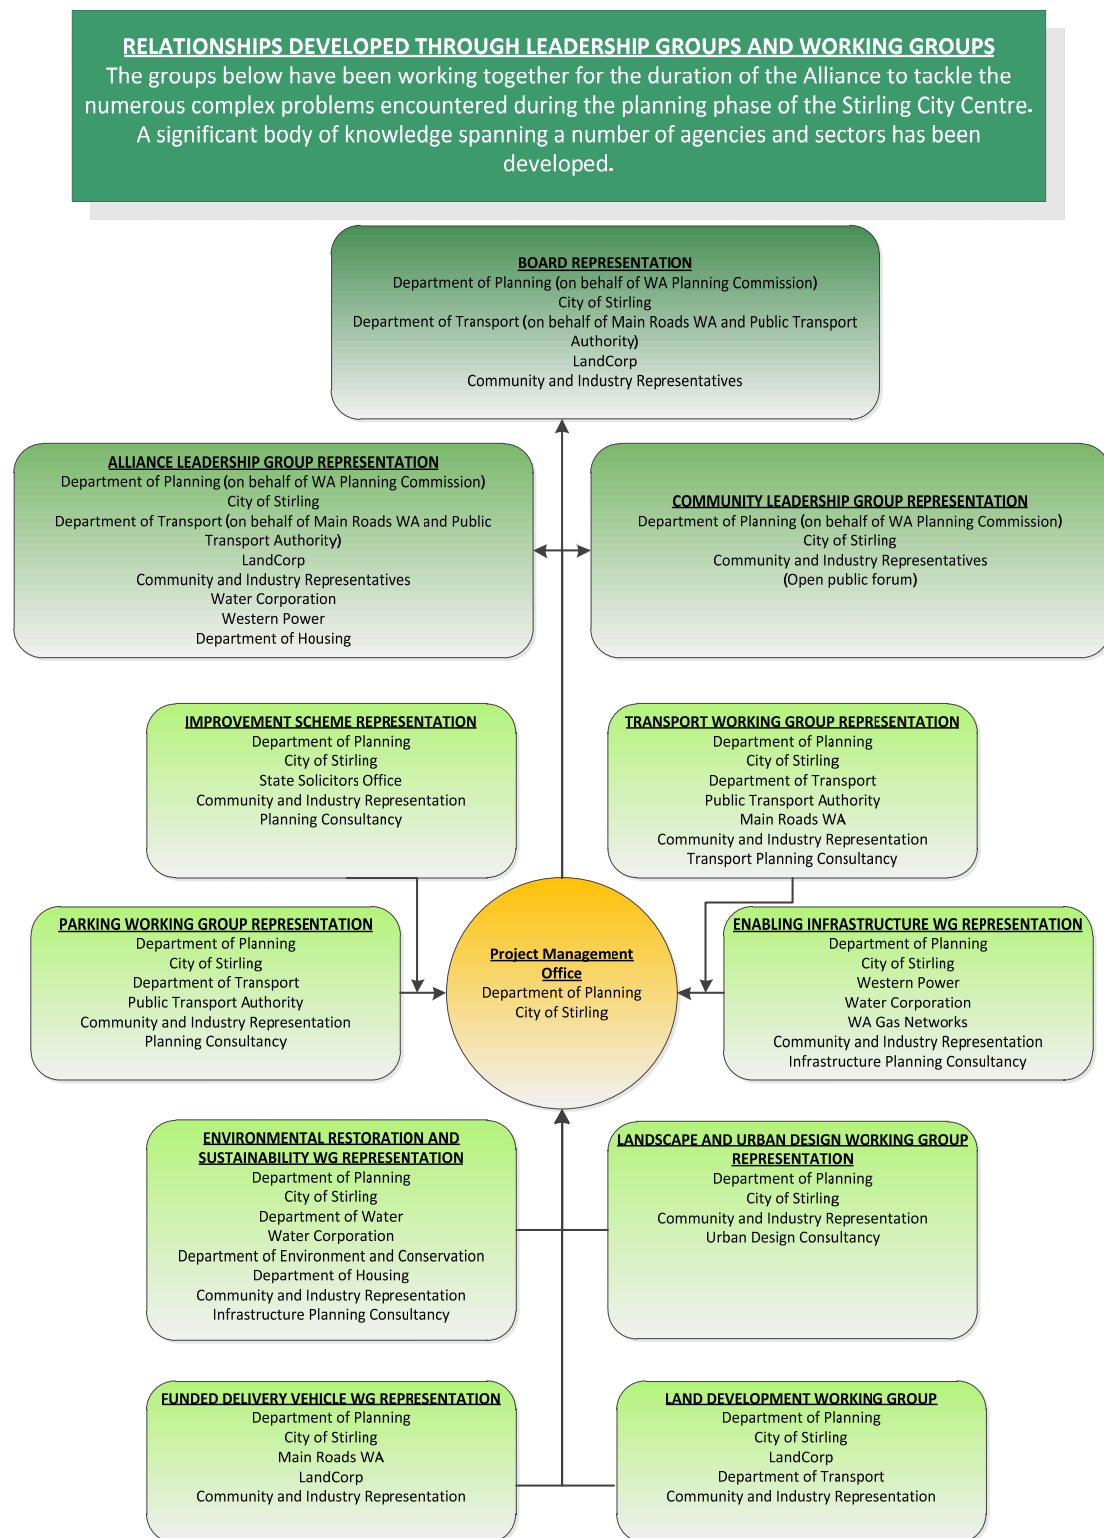 RELATIONSHIPS DEVELOPED THROUGH LEADERSHIP GROUPS AND WORKING GROUPS
The groups below have been working together for the duration of the Alliance to tackle the
numerous complex problems encountered during the planning phase of the Stirling City Centre.
A significant body of knowledge spanning a number of agencies and sectors has been
developed.
BOARD REPRESENTATION
Department of Planning (on behalf of WA Planning Commission)
City of Stirling
Department of Transport (on behalf of Main Roads WA and Public Transport
Authority)
LandCorp
Community and Industry Representatives
ALLIANCE LEADERSHIP GROUP REPRESENTATION
Department of Planning (on behalf of WA Planning Commission)
City of Stirling
Department of Transport (on behalf of Main Roads WA and Public
Transport Authority)
LandCorp
Community and Industry Representatives
Water Corporation
Western Power
Department of Housing
COMMUNITY LEADERSHIP GROUP REPRESENTATION
Department of Planning (on behalf of WA Planning Commission)
City of Stirling
Community and Industry Representatives
(Open public forum)
IMPROVEMENT SCHEME REPRESENTATION
Department of Planning
City of Stirling
State Solicitors Office
Community and Industry Representation
Planning Consultancy
TRANSPORT WORKING GROUP REPRESENTATION
Department of Planning
City of Stirling
Department of Transport
Public Transport Authority
Main Roads WA
Community and Industry Representation
Transport Planning Consultancy
PARKING WORKING GROUP REPRESENTATION
Department of Planning
City of Stirling
Department of Transport
Public Transport Authority
Community and Industry Representation
Planning Consultancy
Project Management
Office
Department of Planning
City of Stirling
ENABLING INFRASTRUCTURE WG REPRESENTATION
Department of Planning
City of Stirling
Western Power
Water Corporation
WA Gas Networks
Community and Industry Representation
Infrastructure Planning Consultancy
ENVIRONMENTAL RESTORATION AND
SUSTAINABILITY WG REPRESENTATION
Department of Planning
City of Stirling
Department of Water
Water Corporation
Department of Environment and Conservation
Department of Housing
Community and Industry Representation
Infrastructure Planning Consultancy
LANDSCAPE AND URBAN DESIGN WORKING GROUP
REPRESENTATION
Department of Planning
City of Stirling
Community and Industry Representation
Urban Design Consultancy
FUNDED DELIVERY VEHICLE WG REPRESENTATION
Department of Planning
City of Stirling
Main Roads WA
LandCorp
Community and Industry Representation
LAND DEVELOPMENT WORKING GROUP
Department of Planning
City of Stirling
LandCorp
Department of Transport
Community and Industry Representation